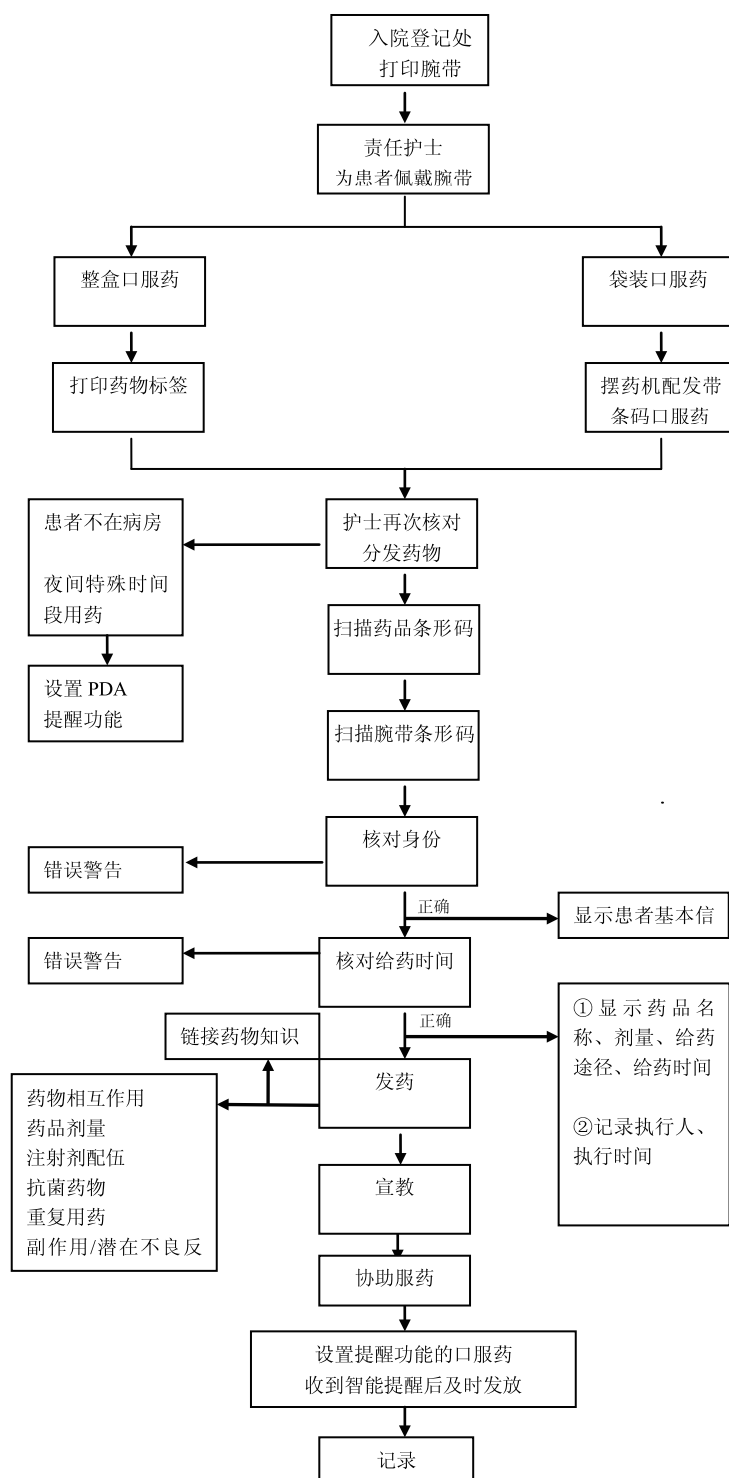 入院登记处
打印腕带
责任护士
为患者佩戴腕带
整盒口服药
袋装口服药
打印药物标签
摆药机配发带
条码口服药
患者不在病房
夜间特殊时间
段用药
护士再次核对
分发药物
扫描药品条形码
设置 PDA
提醒功能
扫描腕带条形码
核对身份
错误警告
正确
显示患者基本信
核对给药时间
错误警告
正确
①显示药品名
称、剂量、给药
途径、给药时间
②记录执行人、
执行时间
链接药物知识
发药
药物相互作用
药品剂量
注射剂配伍
抗菌药物
重复用药
副作用/潜在不良反
宣教
协助服药
设置提醒功能的口服药
收到智能提醒后及时发放
记录